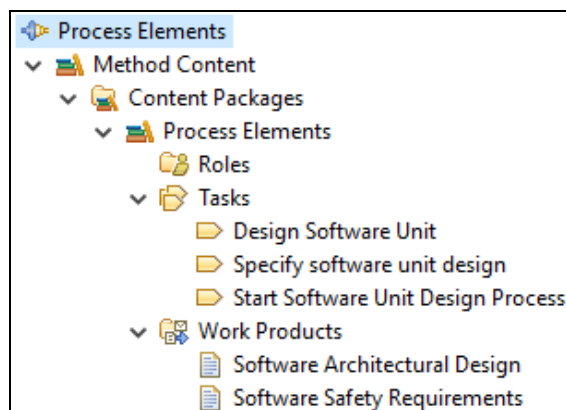 Process Elements
Method Content
Content Packages
Process Elements
Roles
Tasks
Design Software Unit
Specify software unit design
Start Software Unit Design Process
Work Products
Software Architectural Design
Software Safety Requirements